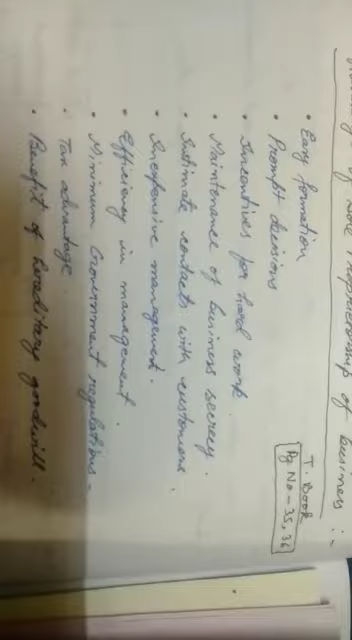 of Sole Proprietorship of business :-
T. Book
Pg No - 35, 36
• Easy formation
• Prompt decisions
• Incentives for hard work
• Maintenance of business secrecy.
• Intimate contacts with customers.
• Inexpensive management.
• Efficiency in management.
• Minimum Government regulations.
• Tax advantage.
• Benefit of hereditary goodwill.